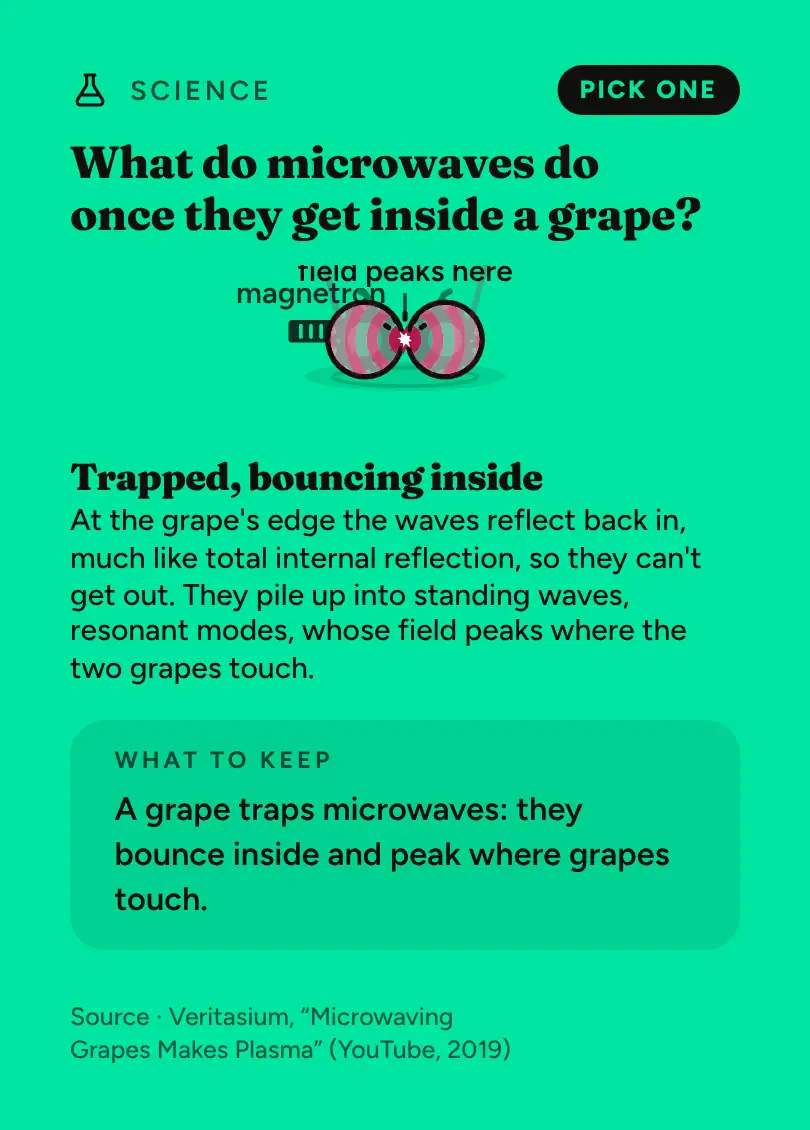 SCIENCE
PICK ONE
What do microwaves do
once they get inside a grape?
field peaks here
magnetron
Trapped, bouncing inside
At the grape's edge the waves reflect back in,
much like total internal reflection, so they can't
get out. They pile up into standing waves,
resonant modes, whose field peaks where the
two grapes touch.
WHAT TO KEEP
A grape traps microwaves: they
bounce inside and peak where grapes
touch.
Source · Veritasium, “Microwaving
Grapes Makes Plasma” (YouTube, 2019)